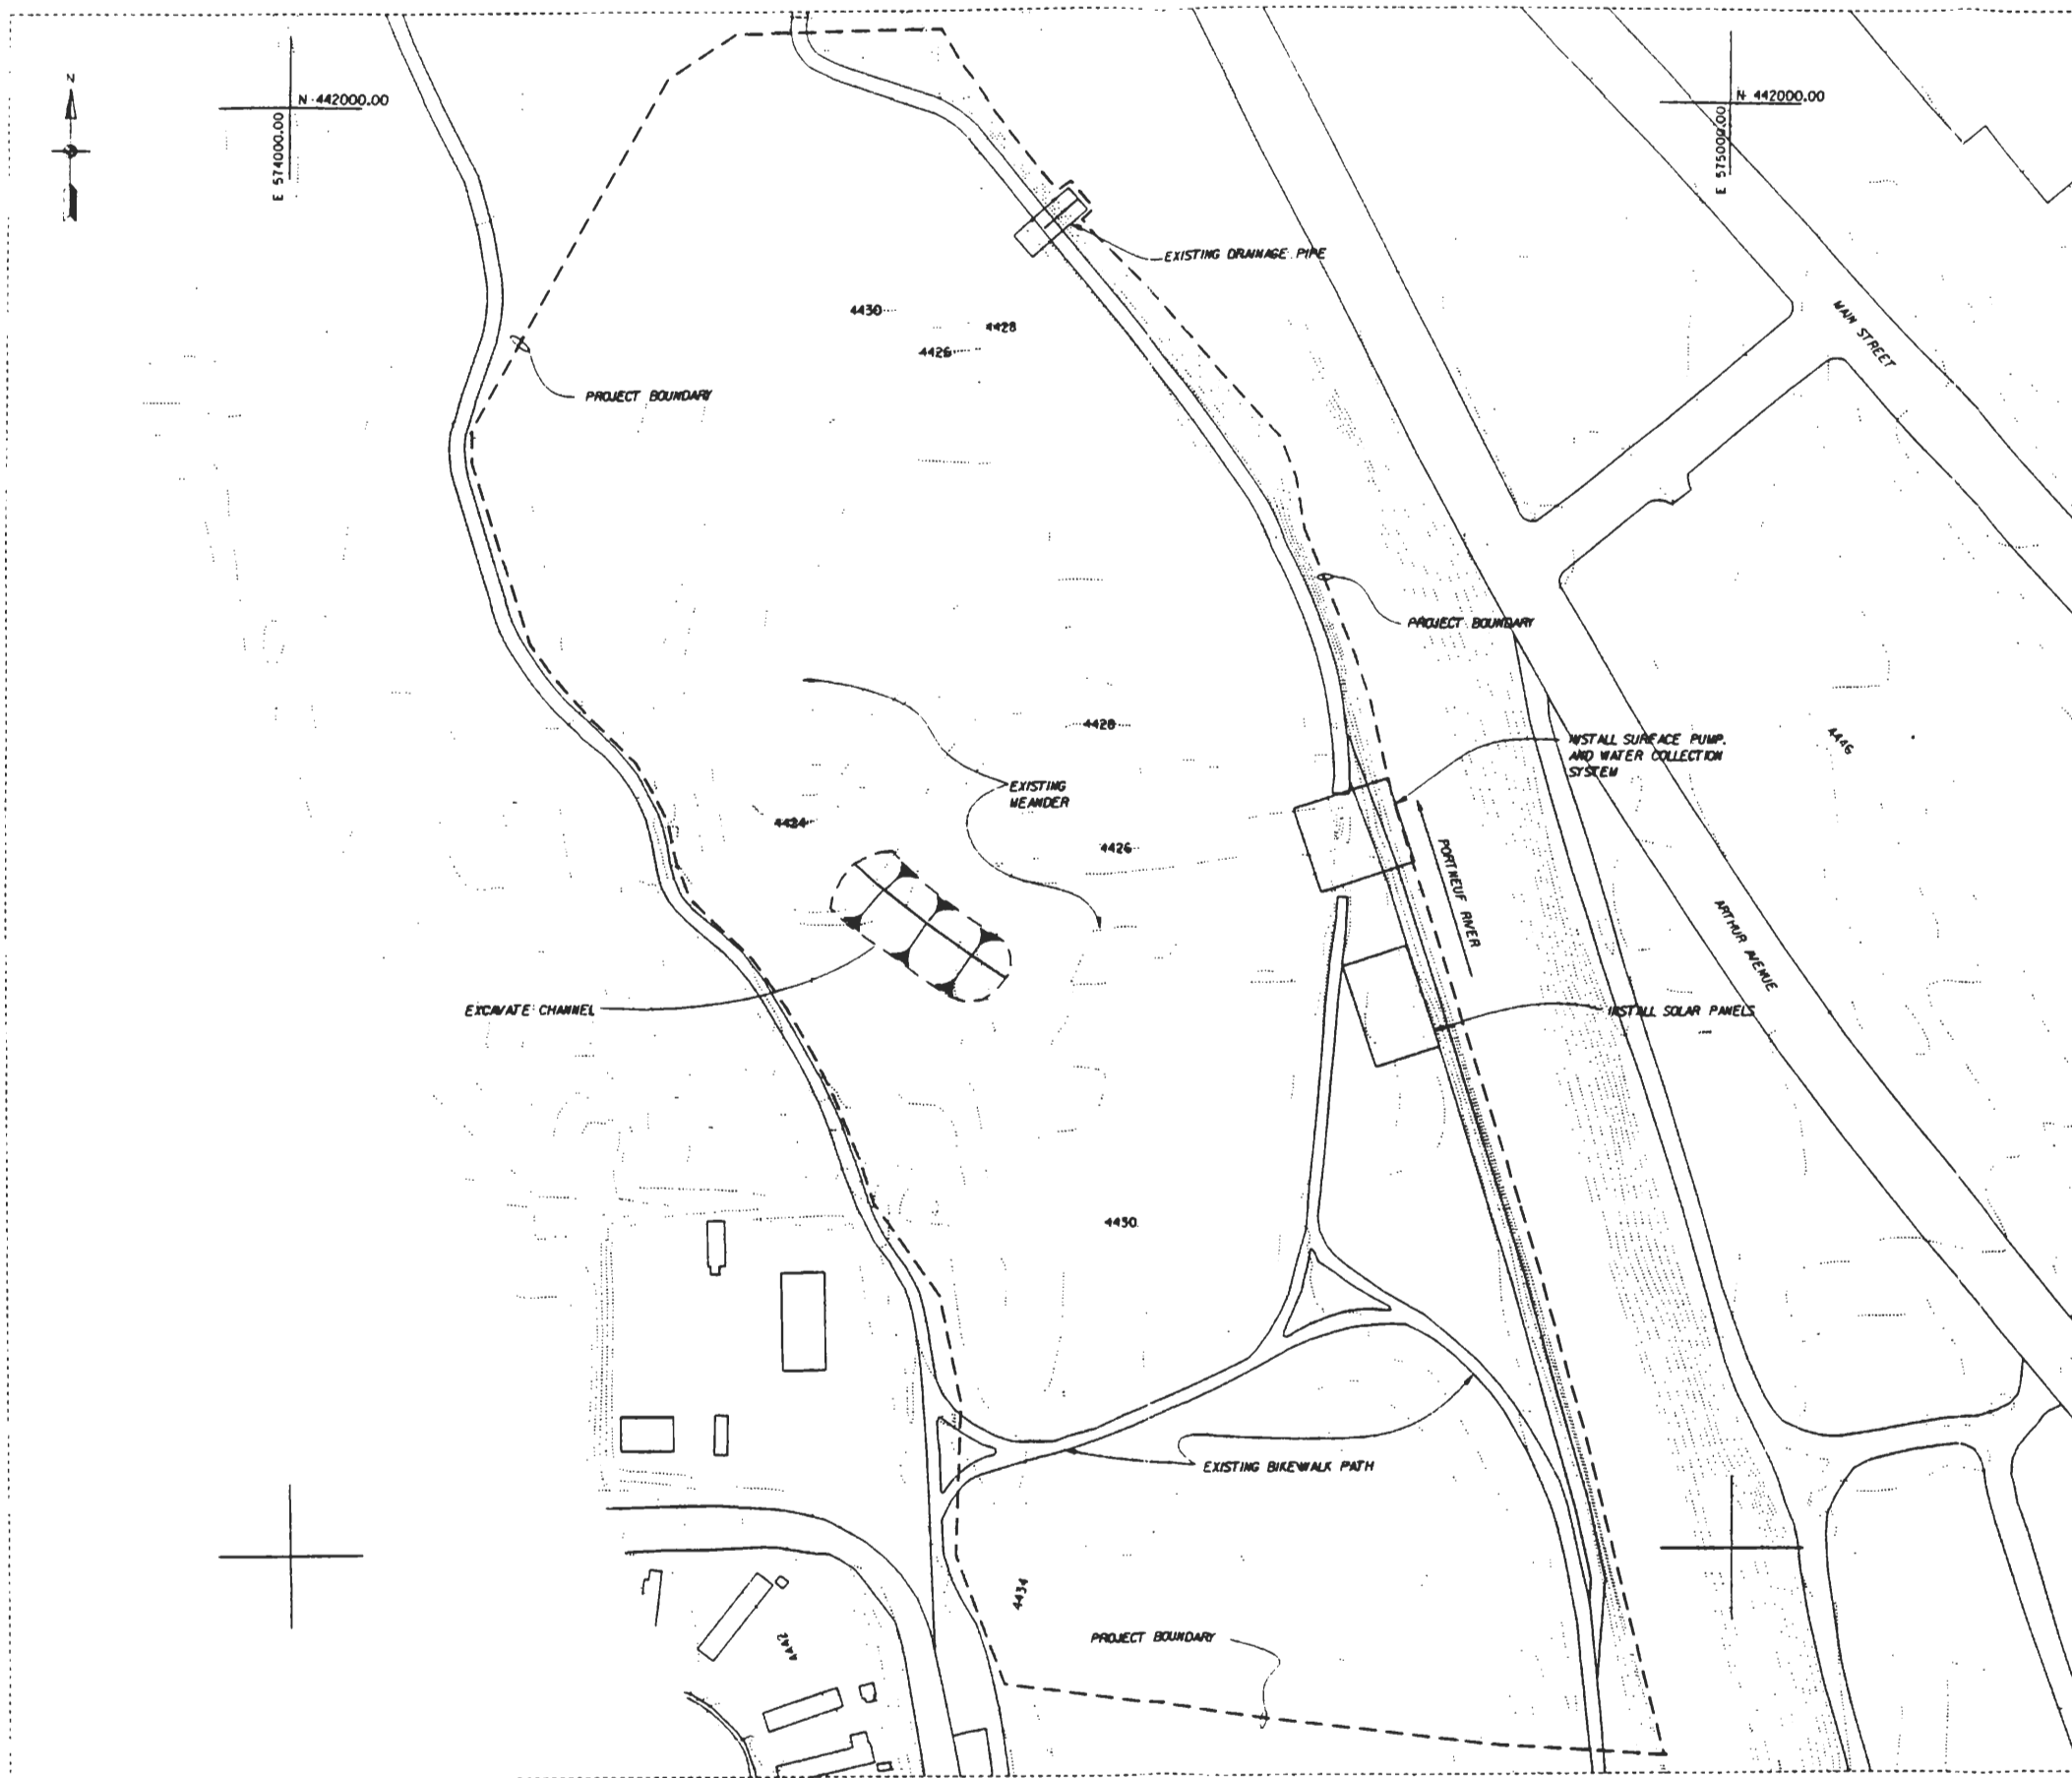 N
N 442000.00
E 574000.00
N 442000.00
E 575000.00
EXISTING DRAINAGE PIPE
MAIN STREET
4430
4428
4426
PROJECT BOUNDARY
PROJECT BOUNDARY
4428
INSTALL SURFACE PUMP.
AND WATER COLLECTION
SYSTEM
4446
EXISTING
MEANDER
4424
4426
PORTNEUF RIVER
ARTHUR AVENUE
EXCAVATE CHANNEL
INSTALL SOLAR PANELS
4430
EXISTING BIKEWALK PATH
4434
4442
PROJECT BOUNDARY